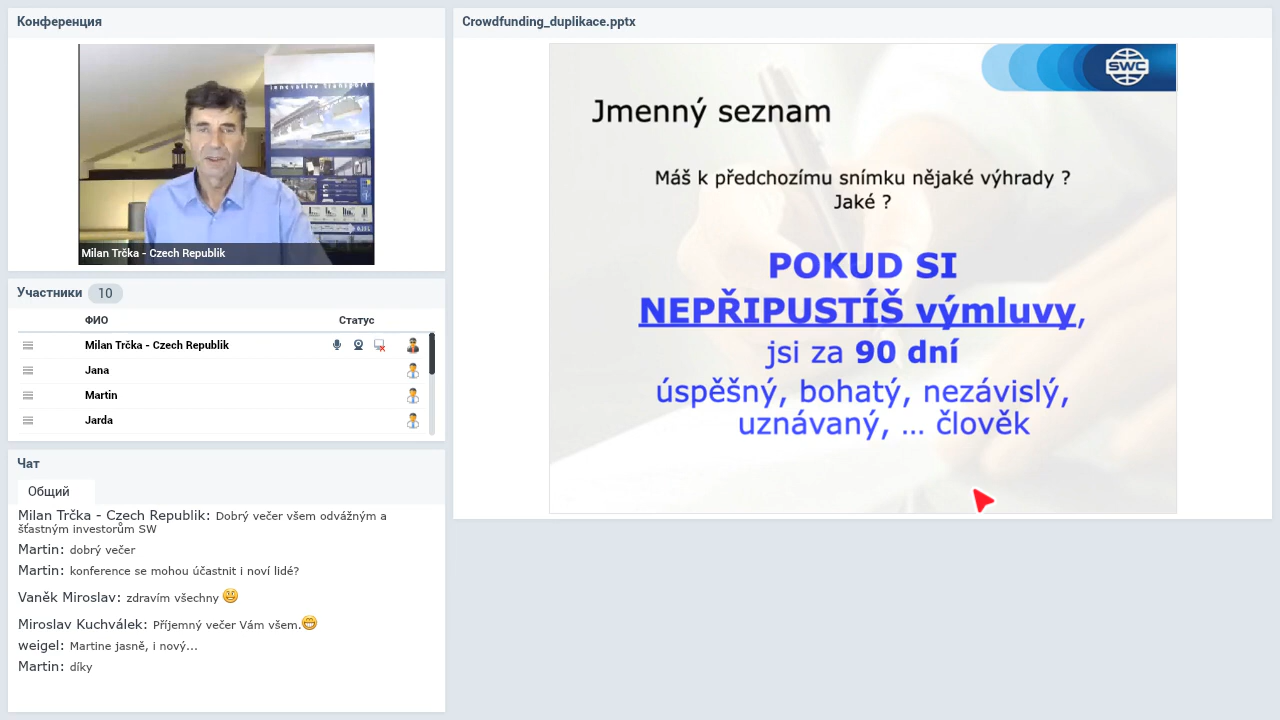 Конференция
innovative transport
Milan Trčka - Czech Republik
Участники 10
ФИО Статус
Milan Trčka - Czech Republik
Jana
Martin
Jarda
Чат
Общий
Milan Trčka - Czech Republik: Dobrý večer všem odvážným a
šťastným investorům SW
Martin: dobrý večer
Martin: konference se mohou účastnit i noví lidé?
Vaněk Miroslav: zdravím všechny
Miroslav Kuchválek: Příjemný večer Vám všem.
weigel: Martine jasně, i nový...
Martin: díky
Crowdfunding_duplikace.pptx
SWC
Jmenný seznam
Máš k předchozímu snímku nějaké výhrady ?
Jaké ?
POKUD SI
NEPŘIPUSTÍŠ výmluvy,
jsi za 90 dní
úspěšný, bohatý, nezávislý,
uznávaný, ... člověk